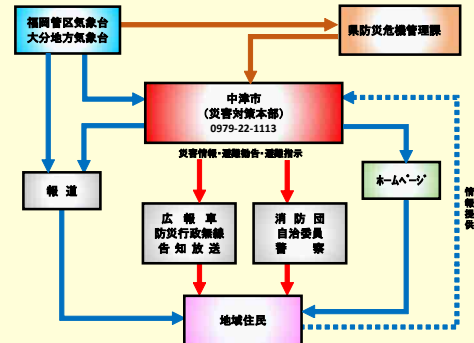 福岡管区気象台
大分地方気象台
県防災危機管理課
中津市
(災害対策本部)
0979-22-1113
災害情報・避難勧告・避難指示
報道
ホームページ
広報車
防災行政無線
告知放送
消防団
自治委員
警察
情報提供
地域住民